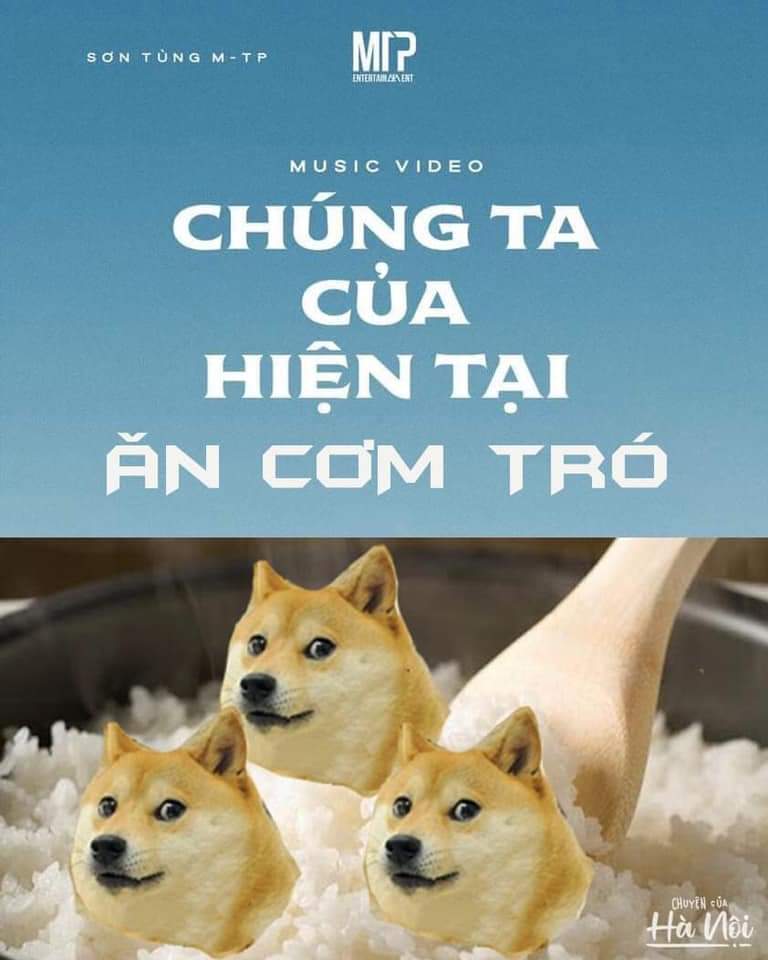 SƠN TÙNG M-TP
MTP
ENTERTAINMENT
MUSIC VIDEO
CHÚNG TA
CỦA
HIỆN TẠI
ĂN CƠM TRÓ
CHUYỆN CỦA
Hà Nội